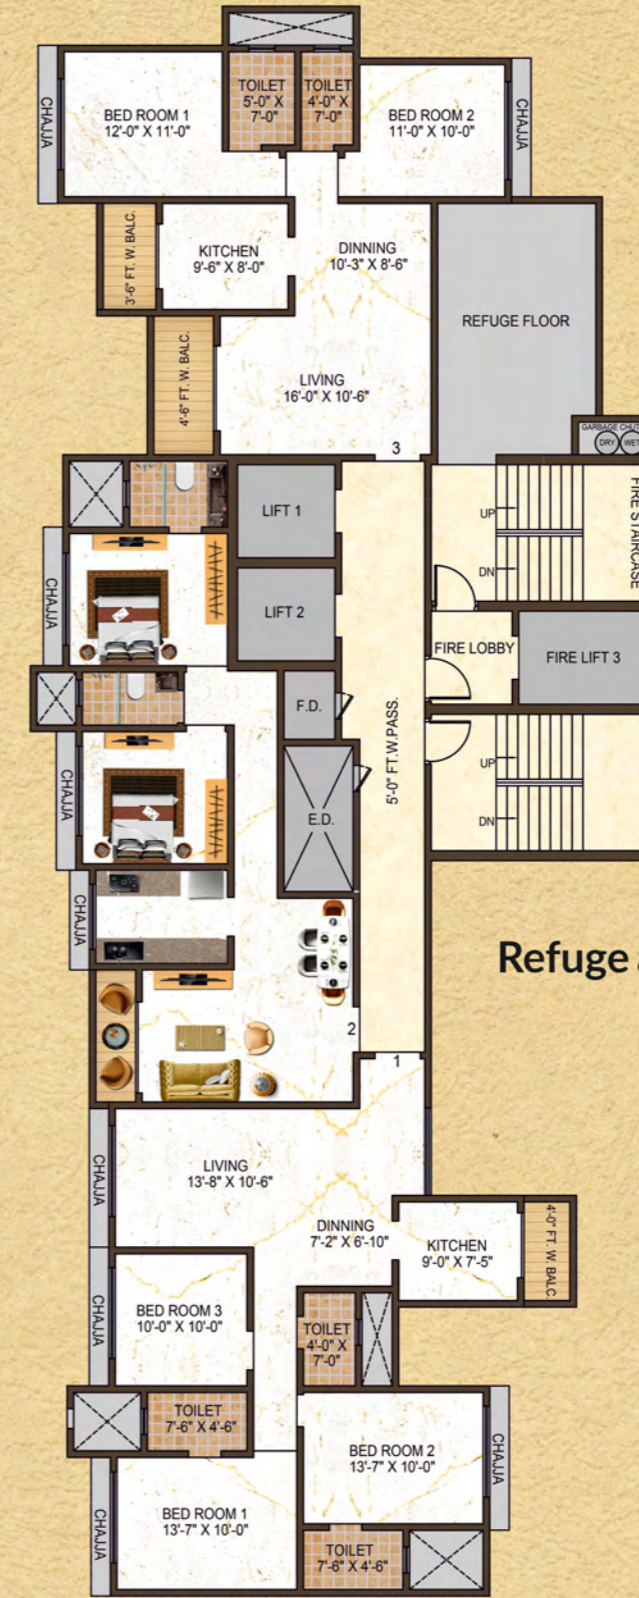 TOILET
5'-0" X
7'-0"
TOILET
4'-0" X
7'-0"
CHAJJA
BED ROOM 1
12'-0" X 11'-0"
BED ROOM 2
11'-0" X 10'-0"
CHAJJA
3'-6" FT. W. BALC.
KITCHEN
9'-6" X 8'-0"
DINNING
10'-3" X 8'-6"
REFUGE FLOOR
4'-6" FT. W. BALC.
LIVING
16'-0" X 10'-6"
GARBAGE CHUT
DRY
WET
3
LIFT 1
UP
FIRE STAIRCASE
DN
CHAJJA
LIFT 2
FIRE LOBBY
FIRE LIFT 3
F.D.
5'-0" FT.W.PASS.
CHAJJA
UP
E.D.
DN
CHAJJA
Refuge
2
1
CHAJJA
LIVING
13'-8" X 10'-6"
DINNING
7'-2" X 6'-10"
KITCHEN
9'-0" X 7'-5"
4'-0" FT. W. BALC.
CHAJJA
BED ROOM 3
10'-0" X 10'-0"
TOILET
4'-0" X
7'-0"
TOILET
7'-6" X 4'-6"
BED ROOM 2
13'-7" X 10'-0"
CHAJJA
CHAJJA
BED ROOM 1
13'-7" X 10'-0"
TOILET
7'-6" X 4'-6"